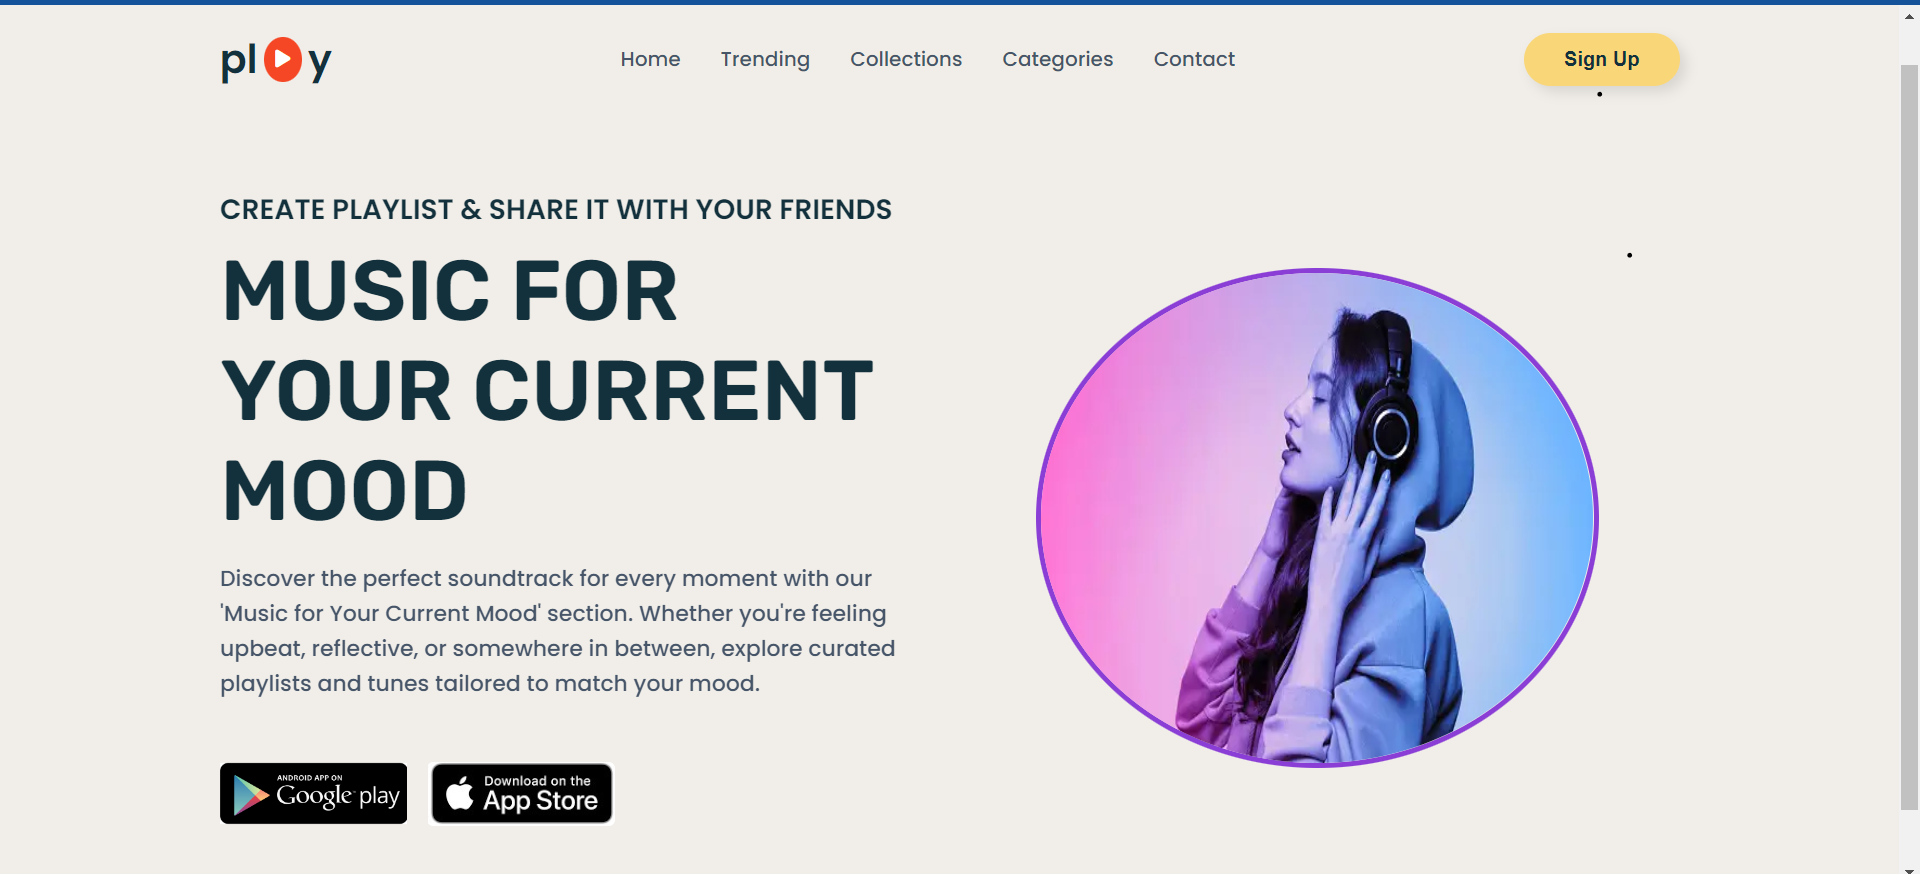 play
Home Trending Collections Categories Contact
Sign Up
CREATE PLAYLIST & SHARE IT WITH YOUR FRIENDS
MUSIC FOR
YOUR CURRENT
MOOD
Discover the perfect soundtrack for every moment with our
'Music for Your Current Mood' section. Whether you're feeling
upbeat, reflective, or somewhere in between, explore curated
playlists and tunes tailored to match your mood.
ANDROID APP ON
Google play
Download on the
App Store